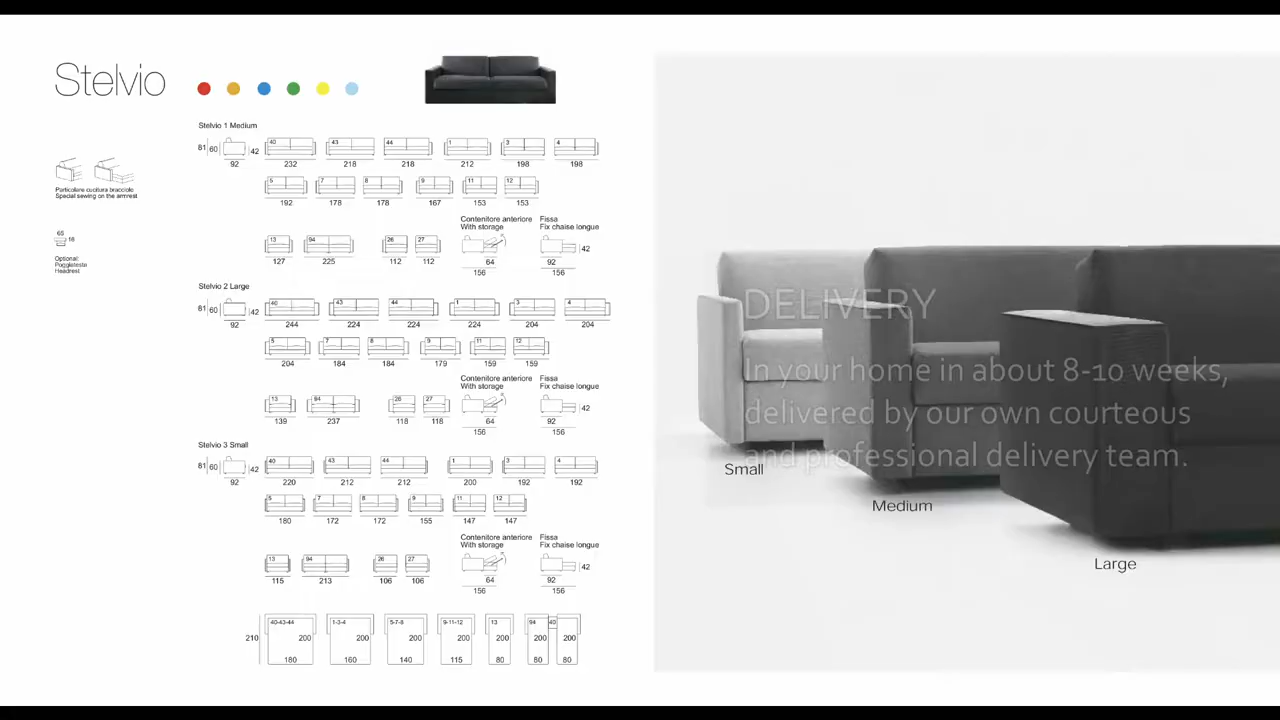 Stelvio
Stelvio 1 Medium
81 60 42 40 43 44 1 3 4
92 232 218 218 212 198 198
5 7 8 9 11 12
192 178 178 167 153 153
Particolare cucitura bracciolo
Special sewing on the armrest
Contenitore anteriore Fissa
With storage Fix chaise longue
65
16
13 94 26 27 42
127 225 112 112 64 92
156 156
Optional:
Poggiateste
Headrest
Stelvio 2 Large
81 60 42 40 43 44 1 3 4
92 244 224 224 224 204 204
5 7 8 9 11 12
204 184 184 179 159 159
Contenitore anteriore Fissa
With storage Fix chaise longue
13 94 26 27 42
139 237 118 118 64 92
156 156
Stelvio 3 Small
81 60 42 40 43 44 1 3 4
92 220 212 212 200 192 192
5 7 8 9 11 12
180 172 172 155 147 147
Contenitore anteriore Fissa
With storage Fix chaise longue
13 94 26 27 42
115 213 106 106 64 92
156 156
40-43-44 1-3-4 5-7-8 9-11-12 13 94 40
210 200 200 200 200 200 200 200
180 160 140 115 80 80 80
DELIVERY
In your home in about 8-10 weeks,
delivered by our own courteous
and professional delivery team.
Small
Medium
Large